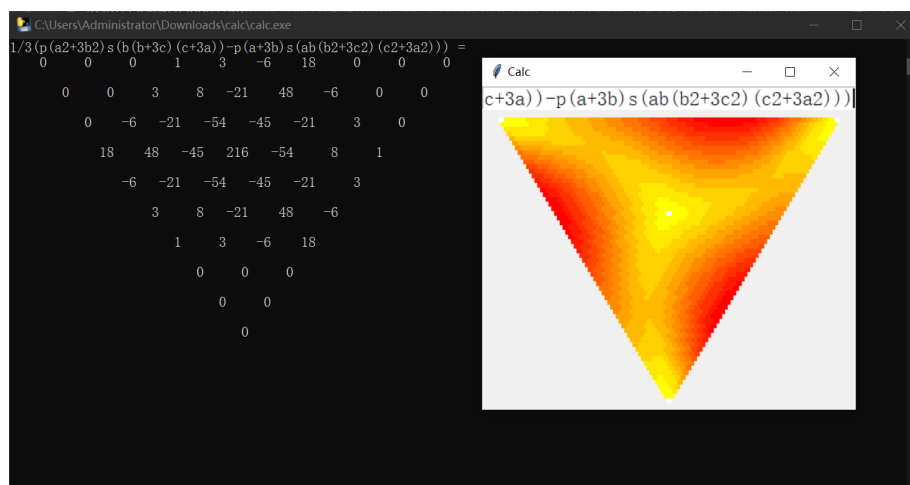 C:\Users\Administrator\Downloads\calc\calc.exe
1/3(p(a2+3b2)s(b(b+3c)(c+3a))-p(a+3b)s(ab(b2+3c2)(c2+3a2))) =
0 0 0 1 3 -6 18 0 0 0
0 0 3 8 -21 48 -6 0 0
0 -6 -21 -54 -45 -21 3 0
18 48 -45 216 -54 8 1
-6 -21 -54 -45 -21 3
3 8 -21 48 -6
1 3 -6 18
0 0 0
0 0
0
Calc
c+3a))-p(a+3b)s(ab(b2+3c2)(c2+3a2)))